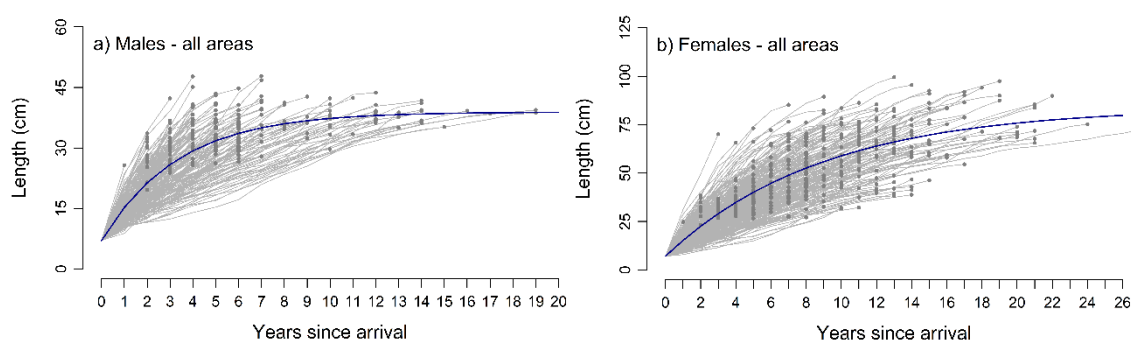 a) Males - all areas
60
45
30
15
0
Length (cm)
0 1 2 3 4 5 6 7 8 9 10 11 12 13 14 15 16 17 18 19 20
Years since arrival
b) Females - all areas
125
100
75
50
25
0
Length (cm)
0 2 4 6 8 10 12 14 16 18 20 22 24 26
Years since arrival